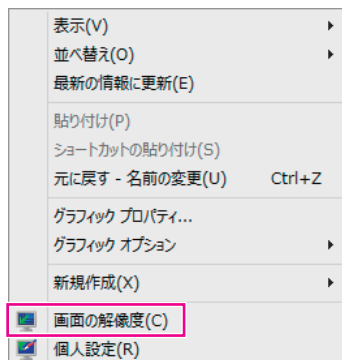 表示(V)
並べ替え(O)
最新の情報に更新(E)
貼り付け(P)
ショートカットの貼り付け(S)
元に戻す - 名前の変更(U) Ctrl+Z
グラフィック プロパティ...
グラフィック オプション
新規作成(X)
画面の解像度(C)
個人設定(R)